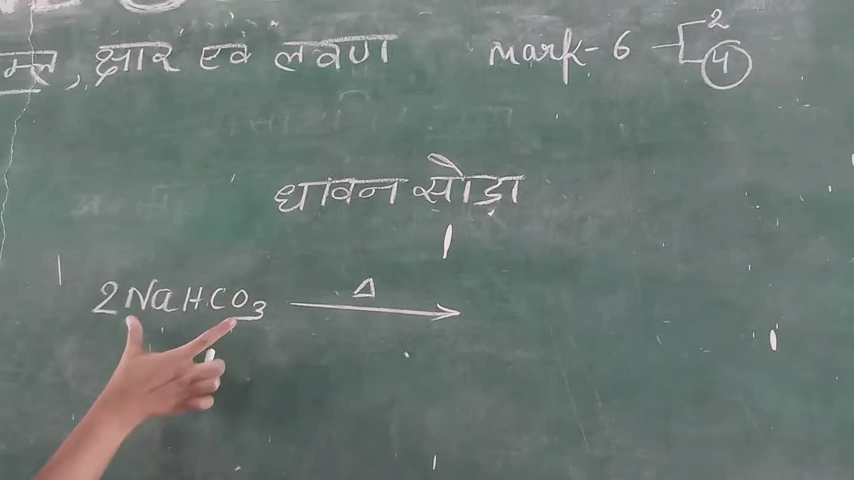 म्ल, क्षार एवं लवण mark-6 2
4
धावन सोडा
2NaHCO3 Δ →